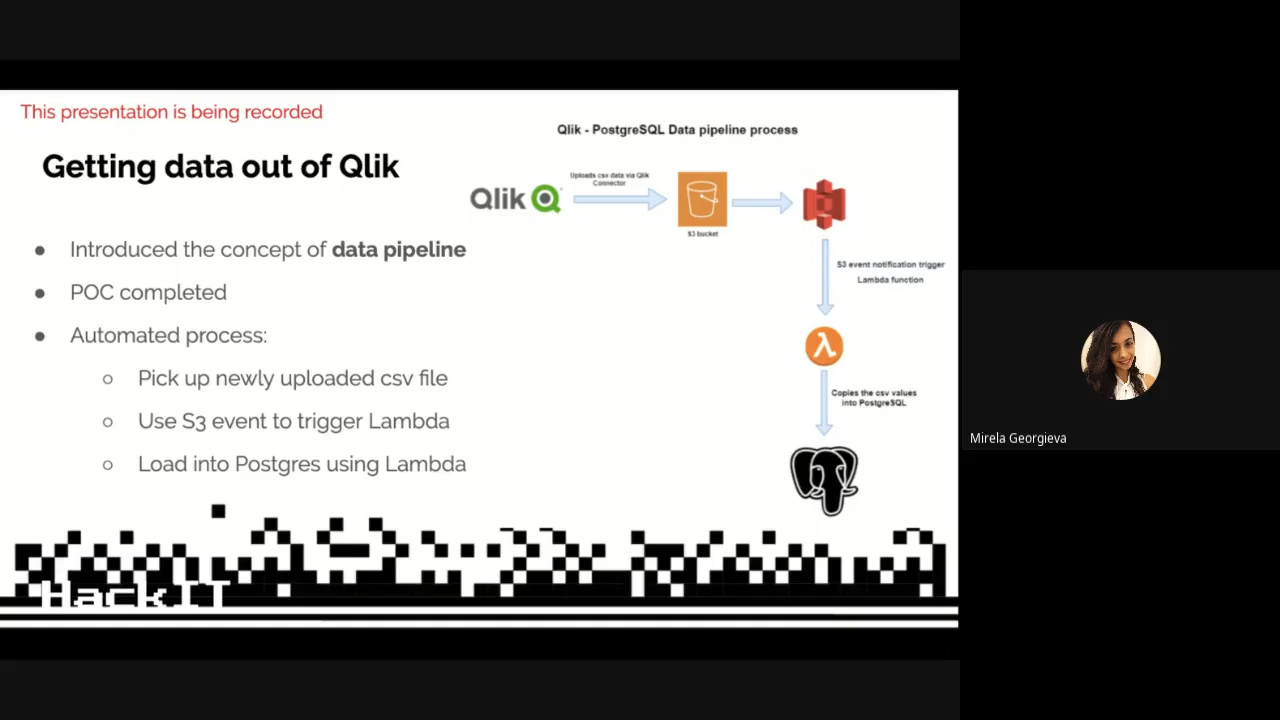 This presentation is being recorded
Getting data out of Qlik
● Introduced the concept of data pipeline
● POC completed
● Automated process:
○ Pick up newly uploaded csv file
○ Use S3 event to trigger Lambda
○ Load into Postgres using Lambda
Qlik - PostgreSQL Data pipeline process
Qlik
Uploads csv data via Qlik
Connector
S3 bucket
S3 event notification trigger
Lambda function
λ
Copies the csv values
into PostgreSQL
HackIT
Mirela Georgieva